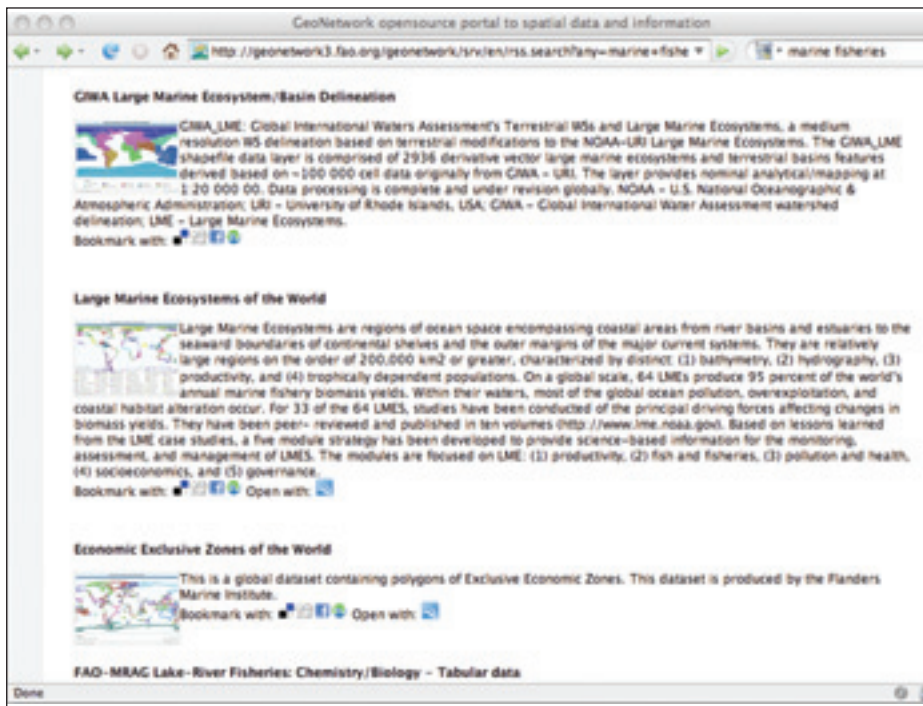 GeoNetwork opensource portal to spatial data and information
http://geonetwork3.fao.org/geonetwork/srv/en/rss.search?any=marine+fishe
marine fisheries
GIWA Large Marine Ecosystem/Basin Delineation
GIWA_LME: Global International Waters Assessment's Terrestrial WSs and Large Marine Ecosystems, a medium
resolution WS delineation based on terrestrial modifications to the NOAA-URI Large Marine Ecosystems. The GIWA_LME
shapefile data layer is comprised of 2936 derivative vector large marine ecosystems and terrestrial basins features
derived based on ~100 000 cell data originally from GIWA - URI. The layer provides nominal analytical/mapping at
1:20 000 00. Data processing is complete and under revision globally. NOAA - U.S. National Oceanographic &
Atmospheric Administration; URI - University of Rhode Islands, USA; GIWA - Global International Water Assessment watershed
delineation; LME - Large Marine Ecosystems.
Bookmark with:
Large Marine Ecosystems of the World
Large Marine Ecosystems are regions of ocean space encompassing coastal areas from river basins and estuaries to the
seaward boundaries of continental shelves and the outer margins of the major current systems. They are relatively
large regions on the order of 200,000 km2 or greater, characterized by distinct: (1) bathymetry, (2) hydrography, (3)
productivity, and (4) trophically dependent populations. On a global scale, 64 LMEs produce 95 percent of the world's
annual marine fishery biomass yields. Within their waters, most of the global ocean pollution, overexploitation, and
coastal habitat alteration occur. For 33 of the 64 LMES, studies have been conducted of the principal driving forces affecting changes in
biomass yields. They have been peer- reviewed and published in ten volumes (http://www.lme.noaa.gov). Based on lessons learned
from the LME case studies, a five module strategy has been developed to provide science-based information for the monitoring,
assessment, and management of LMES. The modules are focused on LME: (1) productivity, (2) fish and fisheries, (3) pollution and health,
(4) socioeconomics, and (5) governance.
Bookmark with: Open with:
Economic Exclusive Zones of the World
This is a global dataset containing polygons of Exclusive Economic Zones. This dataset is produced by the Flanders
Marine Institute.
Bookmark with: Open with:
FAO-MRAG Lake-River Fisheries: Chemistry/Biology - Tabular data
Done